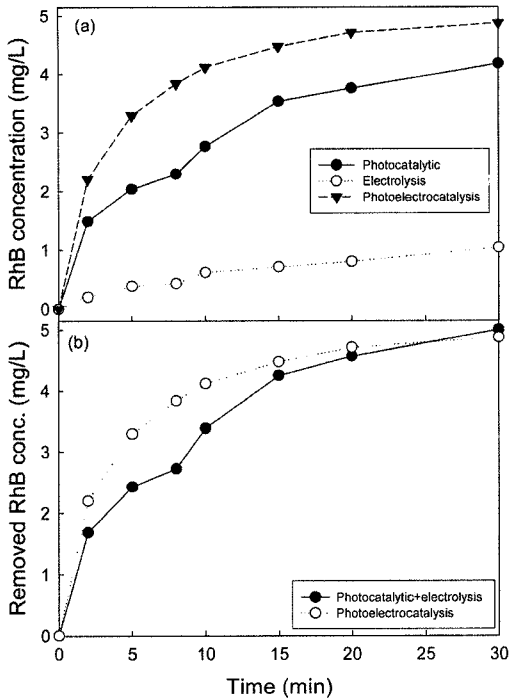 (a)
RhB concentration (mg/L)
5
4
3
2
1
0
Photocatalytic
Electrolysis
Photoelectrocatalysis
(b)
Removed RhB conc. (mg/L)
5
4
3
2
1
0
Photocatalytic+electrolysis
Photoelectrocatalysis
0 5 10 15 20 25 30
Time (min)